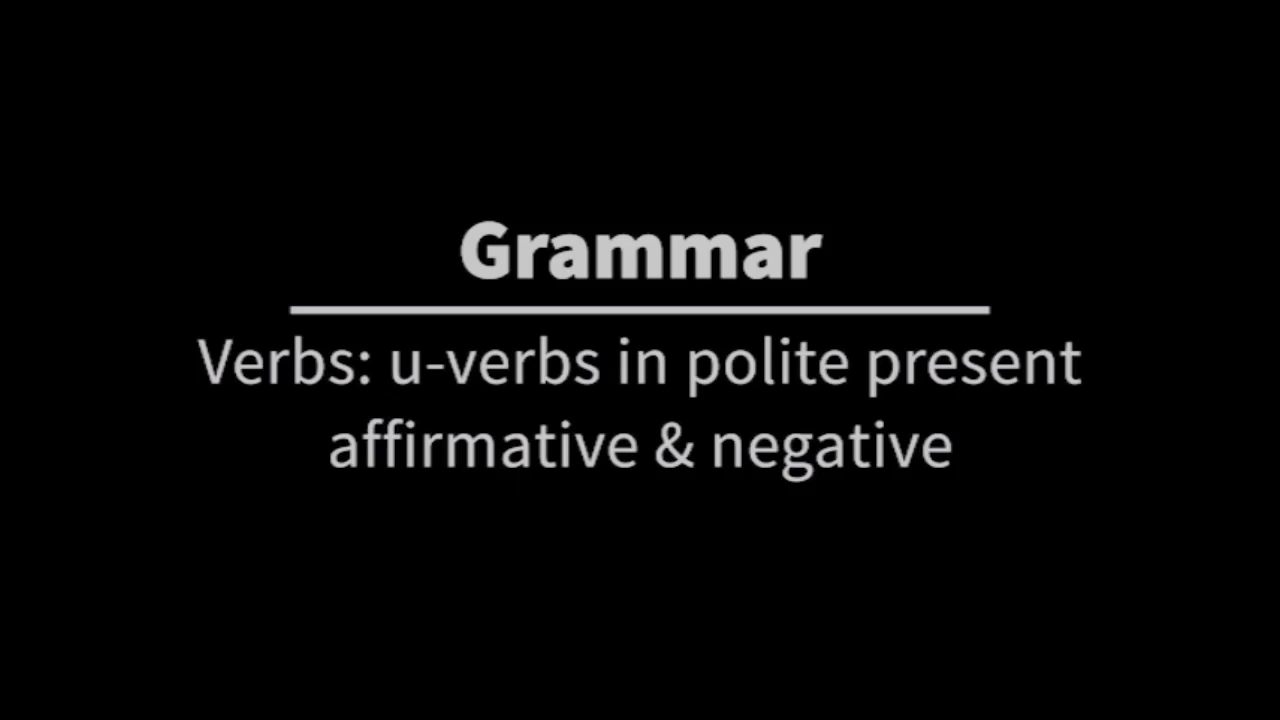 Grammar
Verbs: u-verbs in polite present
affirmative & negative